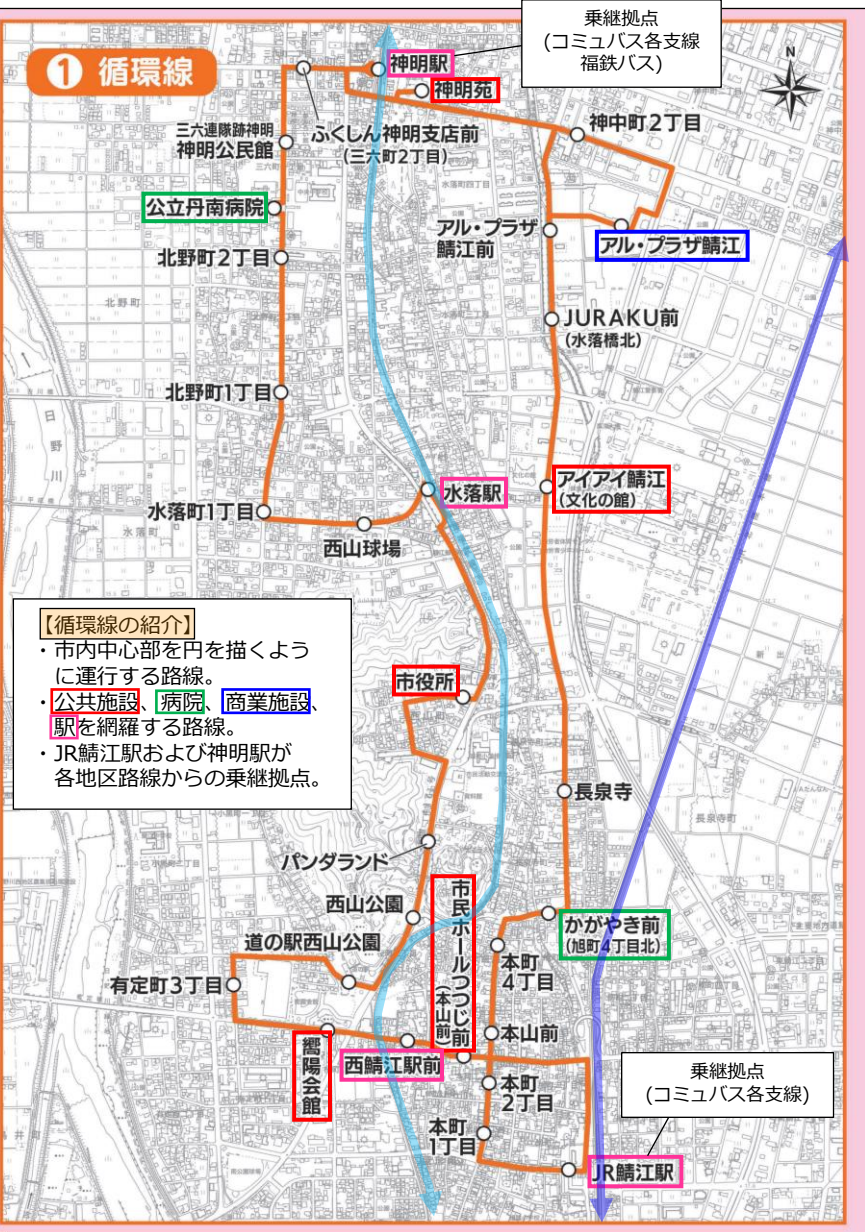 ① 循環線
乗継拠点
(コミュバス各支線
福鉄バス)
N
神明駅
神明苑
ふくしん神明支店前
(三六町2丁目)
三六連隊跡神明
神明公民館
神中町2丁目
公立丹南病院
アル・プラザ
鯖江前
アル・プラザ鯖江
北野町2丁目
北野町
JURAKU前
(水落橋北)
北野町1丁目
日野川
水落駅
アイアイ鯖江
(文化の館)
水落町1丁目
水落町
西山球場
【循環線の紹介】
・市内中心部を円を描くよう
に運行する路線。
・公共施設、病院、商業施設、
駅を網羅する路線。
・JR鯖江駅および神明駅が
各地区路線からの乗継拠点。
市役所
長泉寺
長泉寺町
パンダランド
西山公園
市民ホールつつじ前
(本山前)
かがやき前
(旭町4丁目北)
道の駅西山公園
本町
4丁目
有定町3丁目
本山前
嚮陽会館
西鯖江駅前
本町
2丁目
本町
1丁目
乗継拠点
(コミュバス各支線)
JR鯖江駅